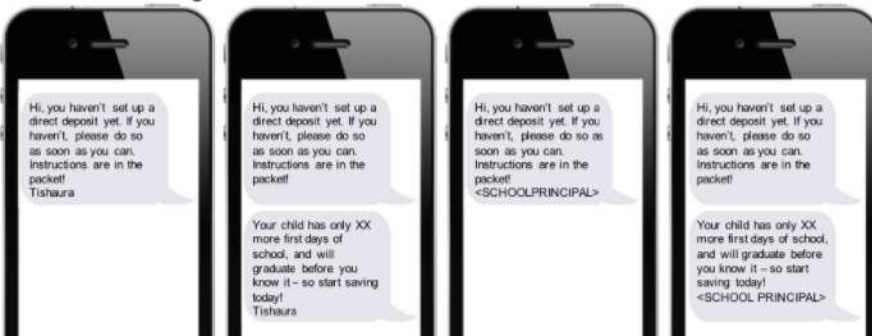 Hi, you haven't set up a
direct deposit yet. If you
haven't, please do so
as soon as you can.
Instructions are in the
packet!
Tishaura
Hi, you haven't set up a
direct deposit yet. If you
haven't, please do so
as soon as you can.
Instructions are in the
packet!
Your child has only XX
more first days of
school, and will
graduate before you
know it – so start saving
today!
Tishaura
Hi, you haven't set up a
direct deposit yet. If you
haven't, please do so as
soon as you can.
Instructions are in the
packet!
<SCHOOLPRINCIPAL>
Hi, you haven't set up a
direct deposit yet. If you
haven't, please do so
as soon as you can.
Instructions are in the
packet!
Your child has only XX
more first days of school,
and will graduate before
you know it – so start
saving today!
<SCHOOL PRINCIPAL>